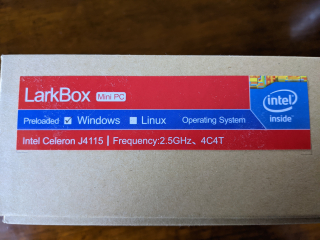 LarkBox Mini PC
intel inside
Preloaded ☑ Windows ☐ Linux Operating System
Intel Celeron J4115 | Frequency:2.5GHz、4C4T